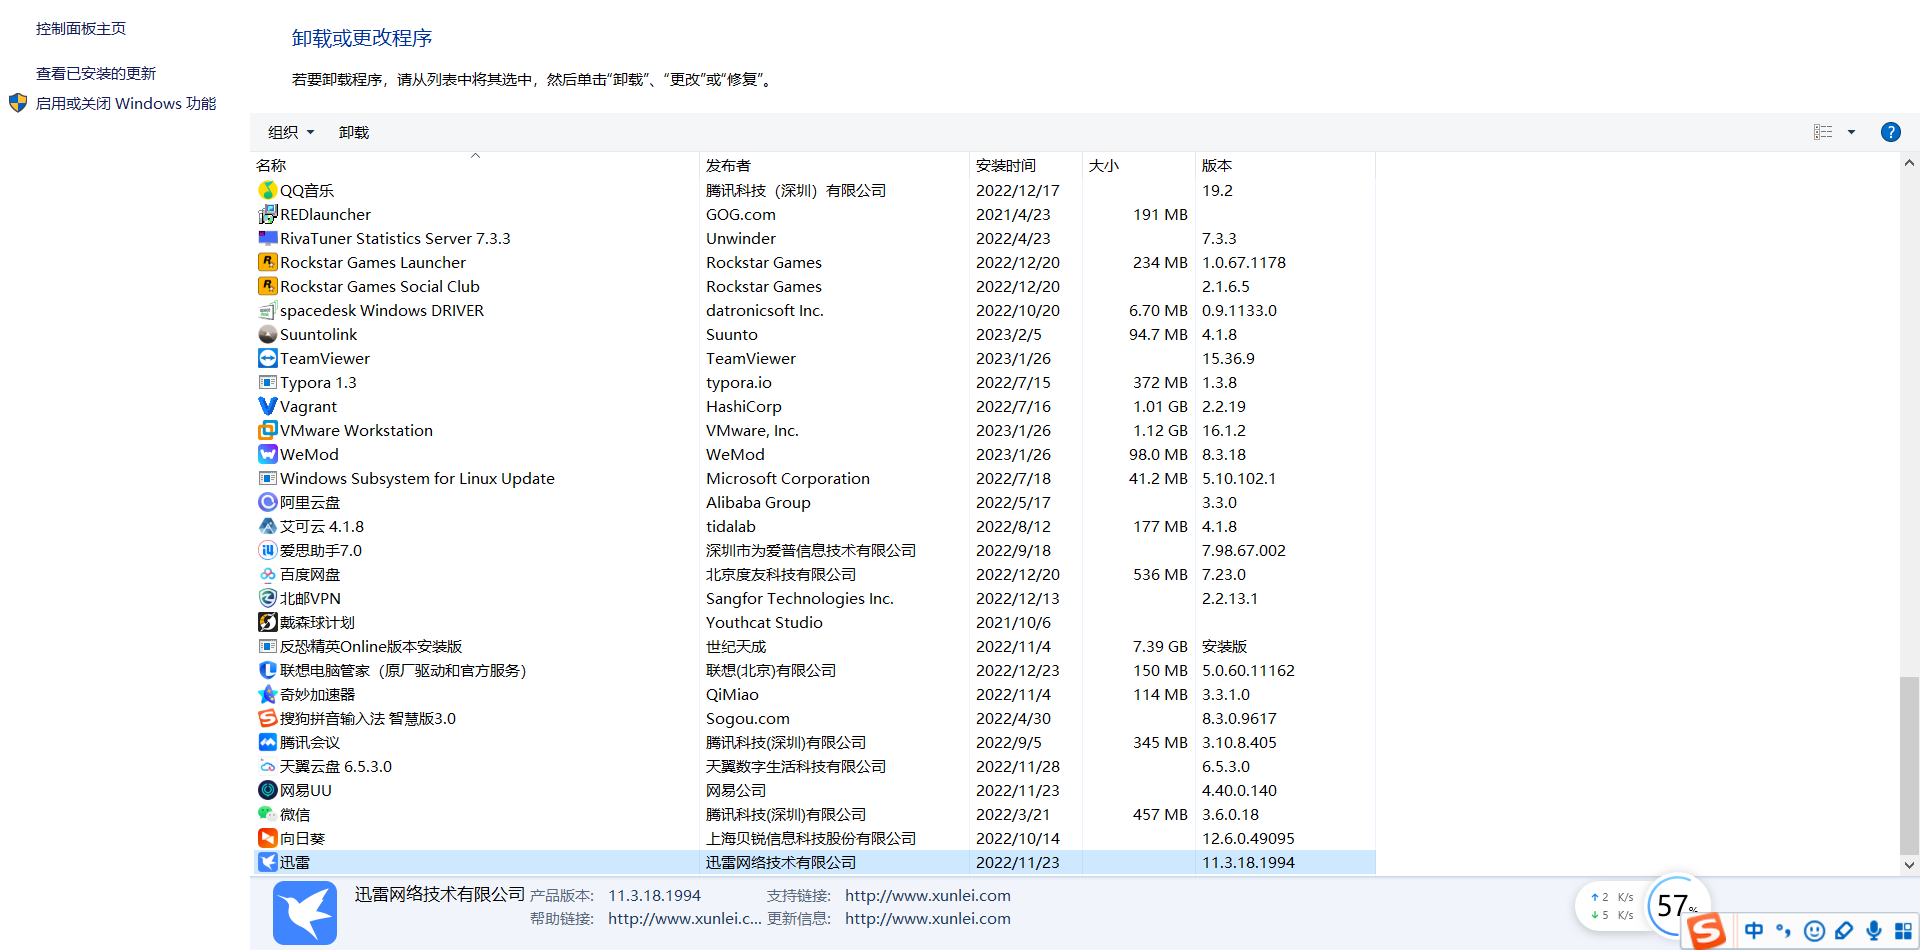 控制面板主页
查看已安装的更新
启用或关闭 Windows 功能
卸载或更改程序
若要卸载程序，请从列表中将其选中，然后单击“卸载”、“更改”或“修复”。
组织 卸载
名称 发布者 安装时间 大小 版本
QQ音乐 腾讯科技（深圳）有限公司 2022/12/17 19.2
REDlauncher GOG.com 2021/4/23 191 MB
RivaTuner Statistics Server 7.3.3 Unwinder 2022/4/23 7.3.3
Rockstar Games Launcher Rockstar Games 2022/12/20 234 MB 1.0.67.1178
Rockstar Games Social Club Rockstar Games 2022/12/20 2.1.6.5
spacedesk Windows DRIVER datronicsoft Inc. 2022/10/20 6.70 MB 0.9.1133.0
Suuntolink Suunto 2023/2/5 94.7 MB 4.1.8
TeamViewer TeamViewer 2023/1/26 15.36.9
Typora 1.3 typora.io 2022/7/15 372 MB 1.3.8
Vagrant HashiCorp 2022/7/16 1.01 GB 2.2.19
VMware Workstation VMware, Inc. 2023/1/26 1.12 GB 16.1.2
WeMod WeMod 2023/1/26 98.0 MB 8.3.18
Windows Subsystem for Linux Update Microsoft Corporation 2022/7/18 41.2 MB 5.10.102.1
阿里云盘 Alibaba Group 2022/5/17 3.3.0
艾可云 4.1.8 tidalab 2022/8/12 177 MB 4.1.8
爱思助手7.0 深圳市为爱普信息技术有限公司 2022/9/18 7.98.67.002
百度网盘 北京度友科技有限公司 2022/12/20 536 MB 7.23.0
北邮VPN Sangfor Technologies Inc. 2022/12/13 2.2.13.1
戴森球计划 Youthcat Studio 2021/10/6
反恐精英Online版本安装版 世纪天成 2022/11/4 7.39 GB 安装版
联想电脑管家（原厂驱动和官方服务） 联想(北京)有限公司 2022/12/23 150 MB 5.0.60.11162
奇妙加速器 QiMiao 2022/11/4 114 MB 3.3.1.0
搜狗拼音输入法 智慧版3.0 Sogou.com 2022/4/30 8.3.0.9617
腾讯会议 腾讯科技(深圳)有限公司 2022/9/5 345 MB 3.10.8.405
天翼云盘 6.5.3.0 天翼数字生活科技有限公司 2022/11/28 6.5.3.0
网易UU 网易公司 2022/11/23 4.40.0.140
微信 腾讯科技(深圳)有限公司 2022/3/21 457 MB 3.6.0.18
向日葵 上海贝锐信息科技股份有限公司 2022/10/14 12.6.0.49095
迅雷 迅雷网络技术有限公司 2022/11/23 11.3.18.1994
迅雷网络技术有限公司 产品版本: 11.3.18.1994 支持链接: http://www.xunlei.com
帮助链接: http://www.xunlei.c... 更新信息: http://www.xunlei.com
↑ 2 K/s
↓ 5 K/s
57%
中